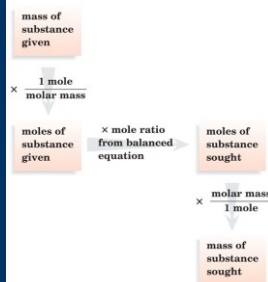 mass of
substance
given
× 1 mole
molar mass
moles of
substance
given
× mole ratio
from balanced
equation
moles of
substance
sought
× molar mass
1 mole
mass of
substance
sought